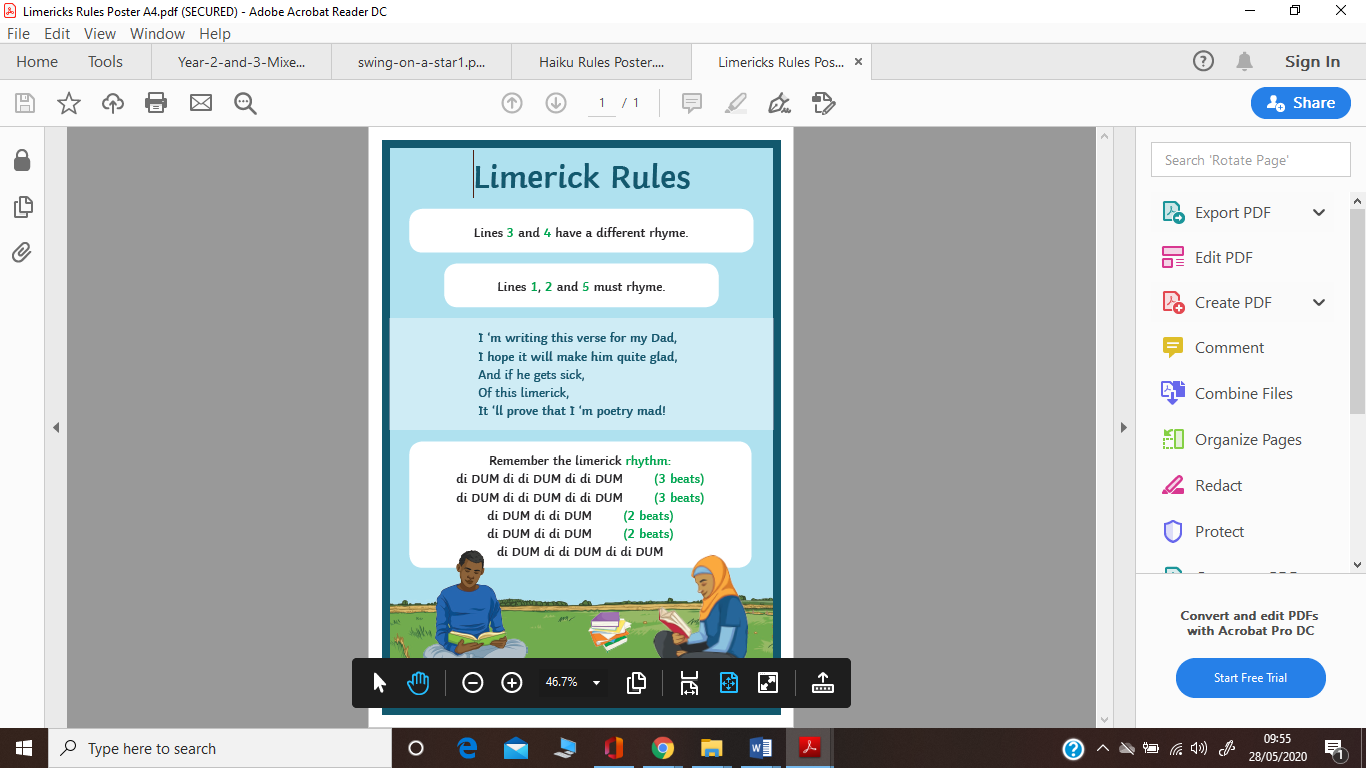 Limericks Rules Poster A4.pdf (SECURED) - Adobe Acrobat Reader DC
File Edit View Window Help
Home Tools Year-2-and-3-Mixe... swing-on-a-star1.p... Haiku Rules Poster.... Limericks Rules Pos... × Sign In
1 / 1 Share
Limerick Rules
Lines 3 and 4 have a different rhyme.
Lines 1, 2 and 5 must rhyme.
I 'm writing this verse for my Dad,
I hope it will make him quite glad,
And if he gets sick,
Of this limerick,
It 'll prove that I 'm poetry mad!
Remember the limerick rhythm:
di DUM di di DUM di di DUM (3 beats)
di DUM di di DUM di di DUM (3 beats)
di DUM di di DUM (2 beats)
di DUM di di DUM (2 beats)
di DUM di di DUM di di DUM
46.7%
Search 'Rotate Page'
Export PDF
Edit PDF
Create PDF
Comment
Combine Files
Organize Pages
Redact
Protect
Convert and edit PDFs
with Acrobat Pro DC
Start Free Trial
Type here to search
09:55
28/05/2020
1